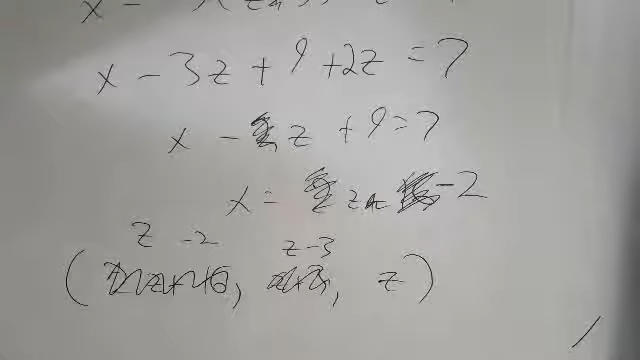 x - 3z + 9 + 2z = 7
x - z + 9 = 7
x = z - 2
z - 2 z - 3
( , , z )